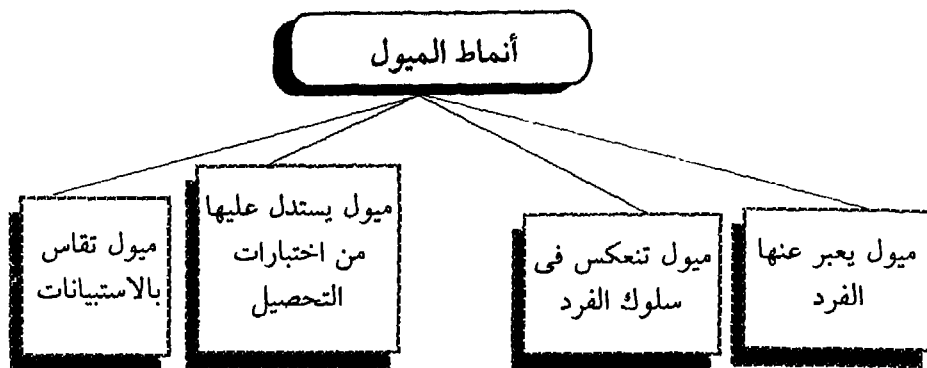 أنماط الميول
ميول يعبر عنها
الفرد
ميول تنعكس فى
سلوك الفرد
ميول يستدل عليها
من اختبارات
التحصيل
ميول تقاس
بالاستبيانات